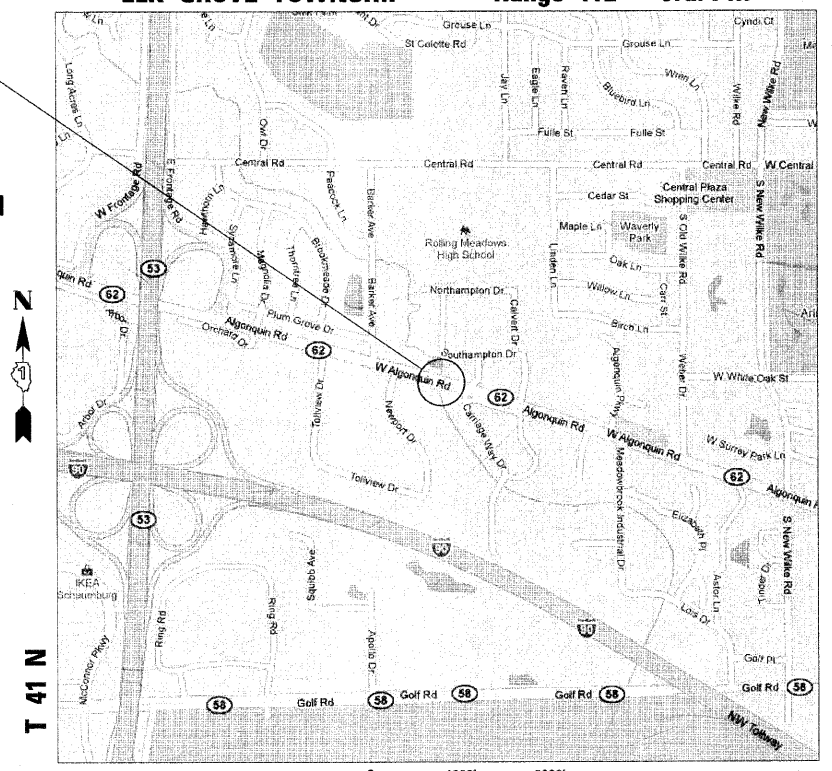 ELK GROVE TOWNSHIP Range 11E
Grouse Ln
Cyndi Ct
St Colette Rd
Grouse Ln
Long Acres Ln
Owl Dr
Jay Ln
Eagle Ln
Raven Ln
Wren Ln
Bluebird Ln
Wilke Rd
New Wilke Rd
Fulle St
Fulle St
Central Rd
Central Rd
Central Rd
Central Rd
W Central
W Frontage Rd
E Frontage Rd
Peacock Ln
Barker Ave
Cedar St
Central Plaza
Shopping Center
S New Wilke Rd
Sycamore Ln
Magnolia Dr
Thorntree Ln
Brookmeade Dr
Rolling Meadows
High School
Maple Ln
Waverly
Park
S Old Wilke Rd
Linden Ln
Oak Ln
53
quin Rd
62
Barker Ave
Northampton Dr
Calvert Dr
Willow Ln
Carr St
Birch Ln
N
Plum Grove Dr
Algonquin Rd
Orchard Dr
62
Southampton Dr
W Algonquin Rd
Algonquin Pkwy
Weber Dr
W White Oak St
Arbor Dr
Tollview Dr
Newport Dr
Carriage Way Dr
62
Algonquin Rd
W Algonquin Rd
W Surrey Park Ln
62
Algonquin
90
Tollview Dr
Meadowbrook Industrial Dr
Elizabeth Pl
53
90
S New Wilke Rd
IKEA
Schaumburg
Squibb Ave
Astor Ln
Tinder Dr
Ring Rd
Ring Rd
Apollo Dr
90
Lois Dr
McConnor Pkwy
Golf Pl
T 41 N
58
58
Golf Rd
58
Golf Rd
58
Golf Rd
58
NW Tollway